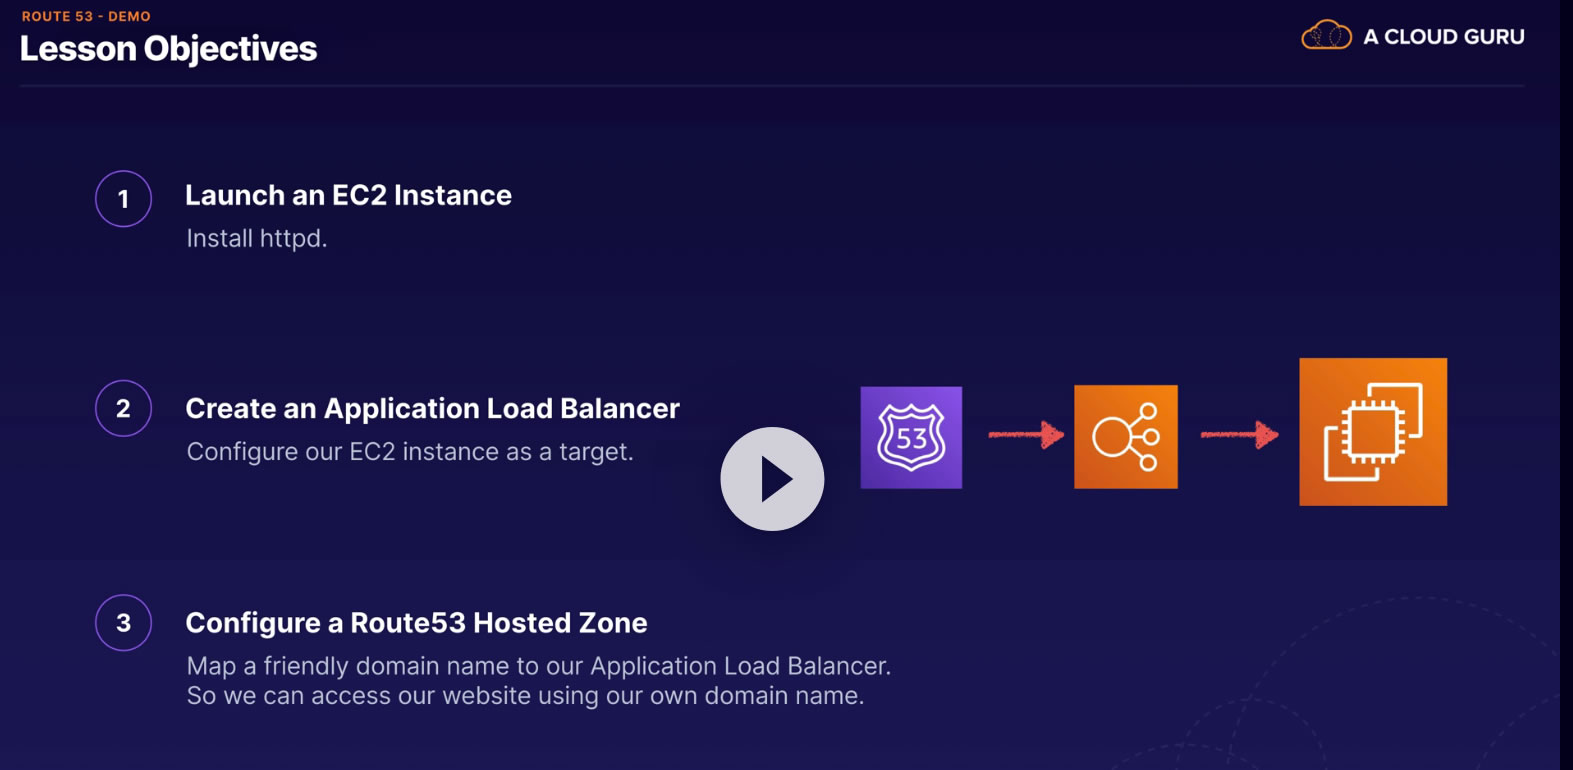 ROUTE 53 - DEMO
Lesson Objectives
A CLOUD GURU
1
Launch an EC2 Instance
Install httpd.
2
Create an Application Load Balancer
Configure our EC2 instance as a target.
53
3
Configure a Route53 Hosted Zone
Map a friendly domain name to our Application Load Balancer.
So we can access our website using our own domain name.